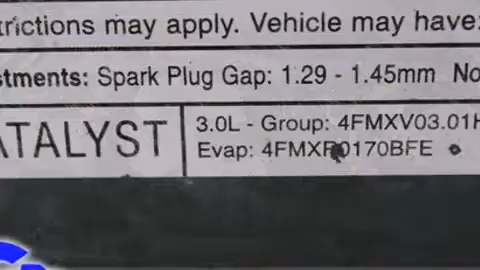 trictions may apply. Vehicle may have:
stments: Spark Plug Gap: 1.29 - 1.45mm No
ATALYST
3.0L - Group: 4FMXV03.01H
Evap: 4FMXR0170BFE